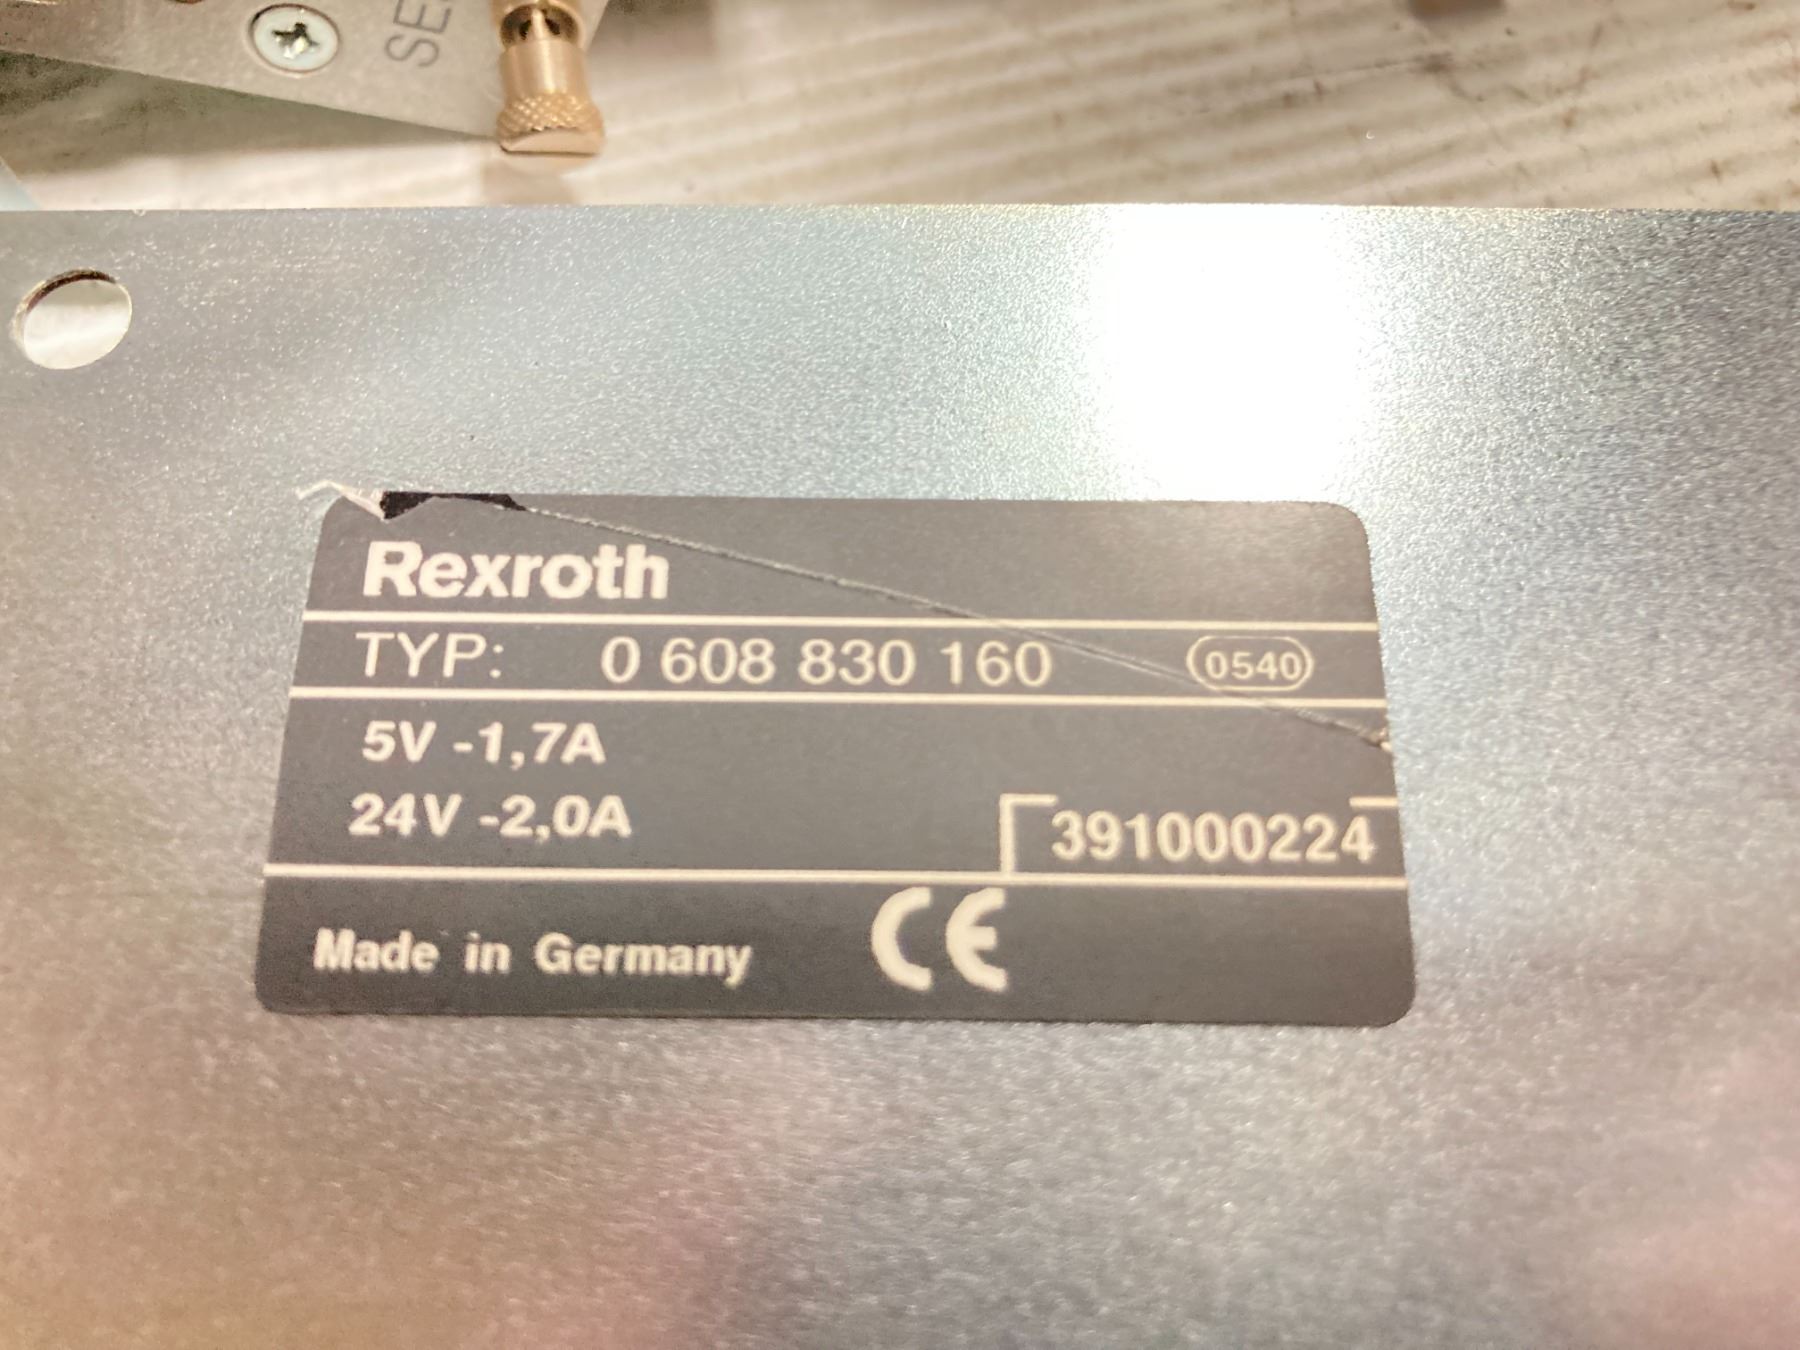 Rexroth
TYP: 0 608 830 160 0540
5V -1,7A
24V -2,0A
391000224
Made in Germany CE